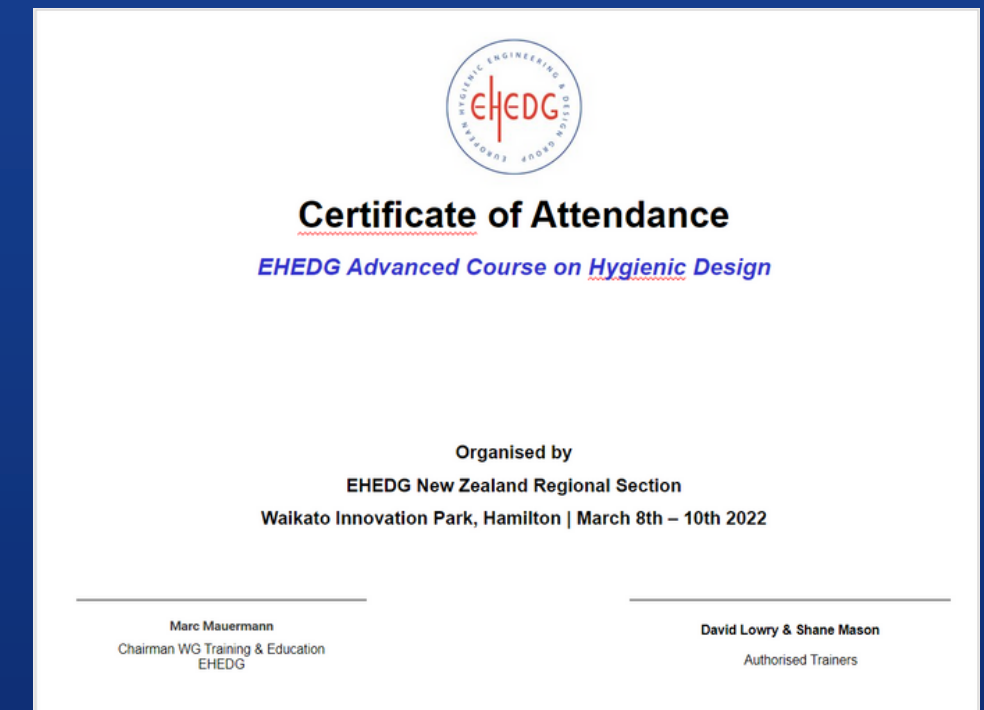 EUROPEAN HYGIENIC ENGINEERING & DESIGN GROUP
EHEDG
Certificate of Attendance
EHEDG Advanced Course on Hygienic Design
Organised by
EHEDG New Zealand Regional Section
Waikato Innovation Park, Hamilton | March 8th – 10th 2022
Marc Mauermann
Chairman WG Training & Education
EHEDG
David Lowry & Shane Mason
Authorised Trainers